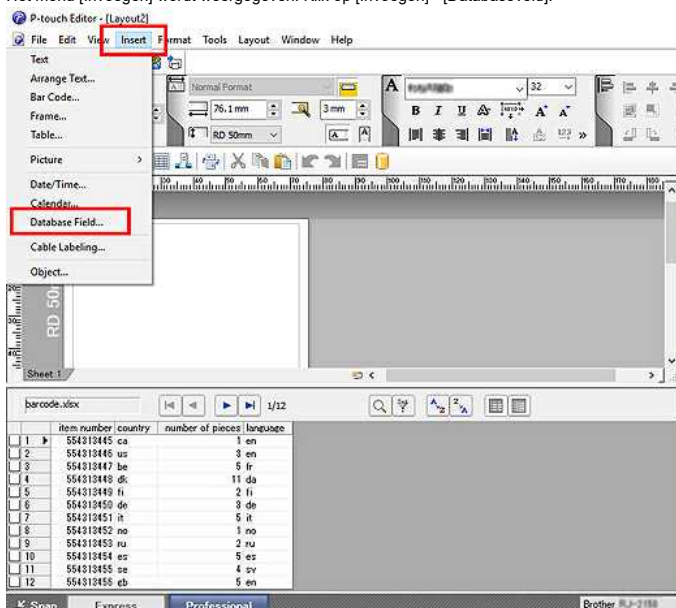 P-touch Editor - [Layout2]
File Edit View Insert Format Tools Layout Window Help
Text
Arrange Text...
Bar Code...
Frame...
Table...
Picture
Date/Time...
Calendar...
Database Field...
Cable Labeling...
Object...
Normal Format
32
76.1 mm 3 mm B I U
RD 50mm
RD 50m
Sheet 1
barcode.xlsx 1/12
item number country number of pieces language
1 554313445 ca 1 en
2 554313446 us 3 en
3 554313447 be 5 fr
4 554313448 dk 11 da
5 554313449 fi 2 fi
6 554313450 de 3 de
7 554313451 it 5 it
8 554313452 no 1 no
9 554313453 ru 2 ru
10 554313454 es 5 es
11 554313455 se 4 sv
12 554313456 gb 5 en
Snap Express Professional Brother